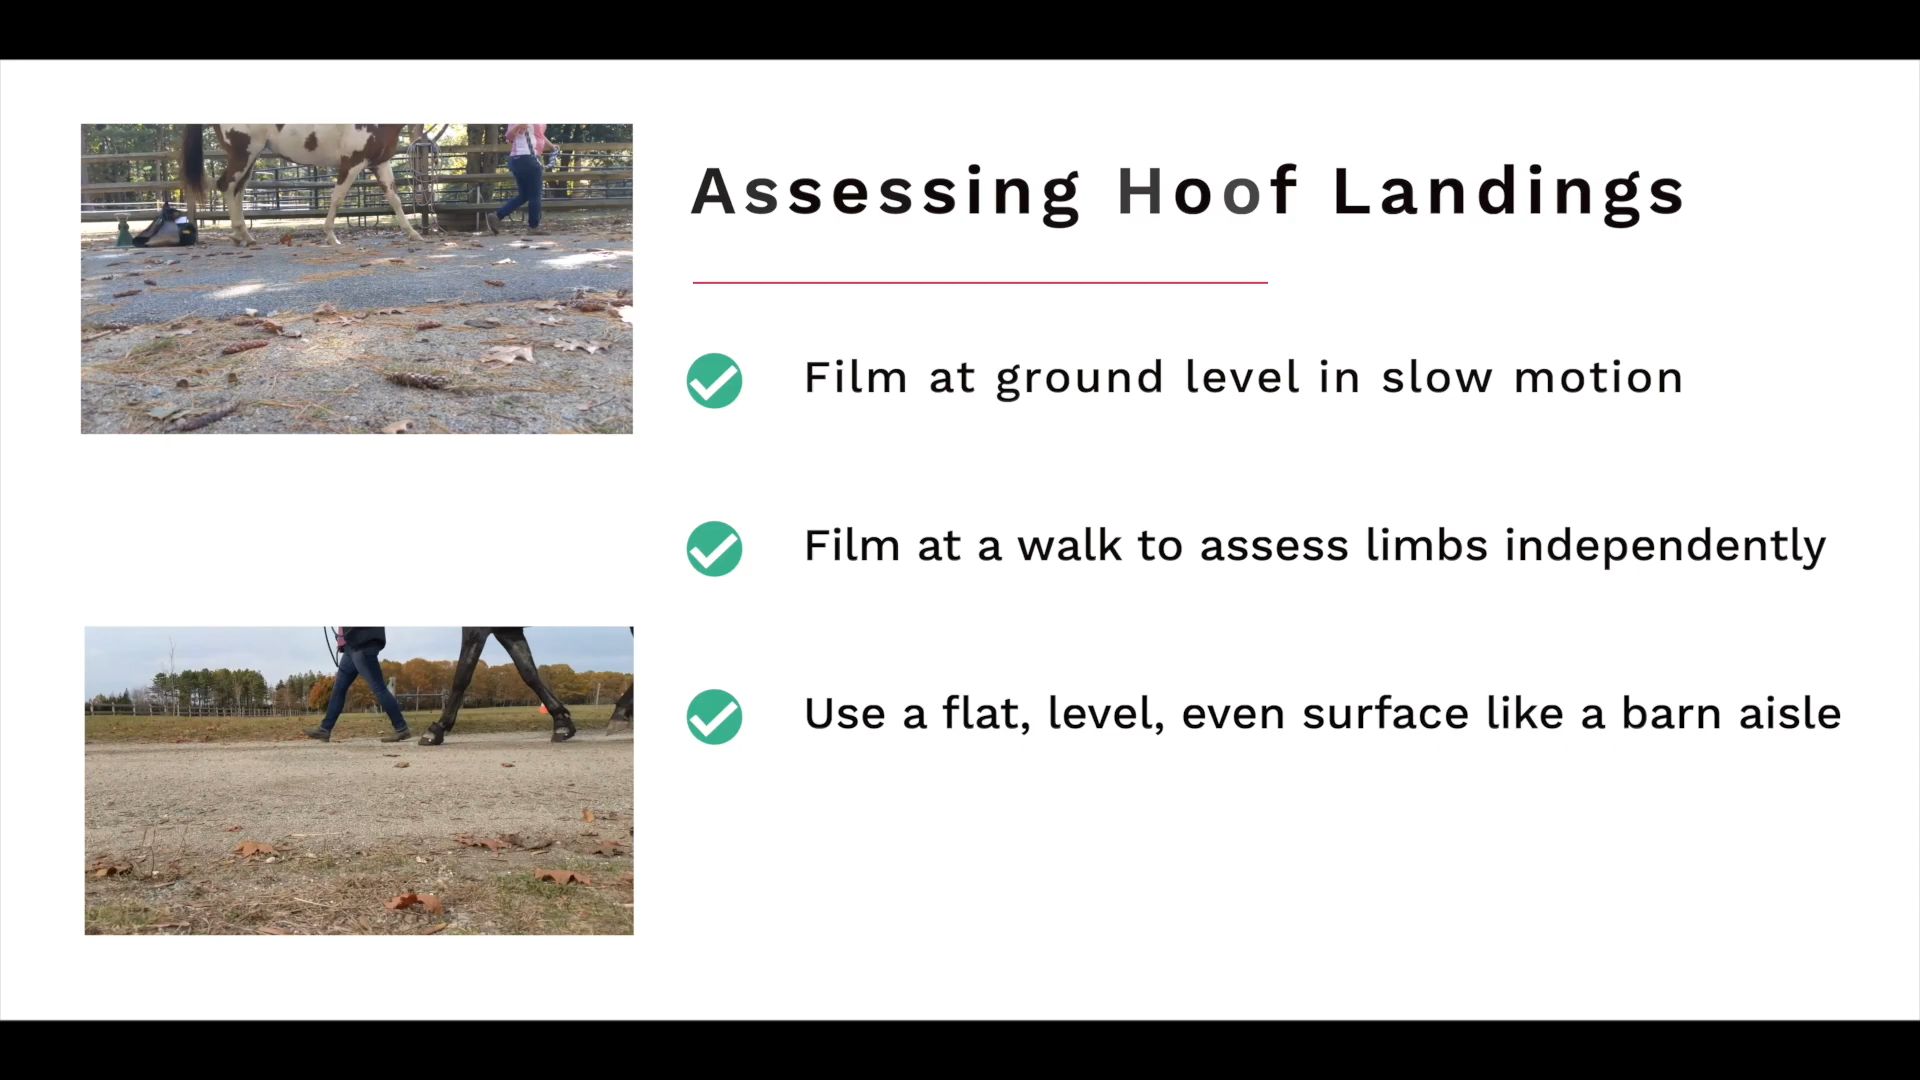 Assessing Hoof Landings
Film at ground level in slow motion
Film at a walk to assess limbs independently
Use a flat, level, even surface like a barn aisle